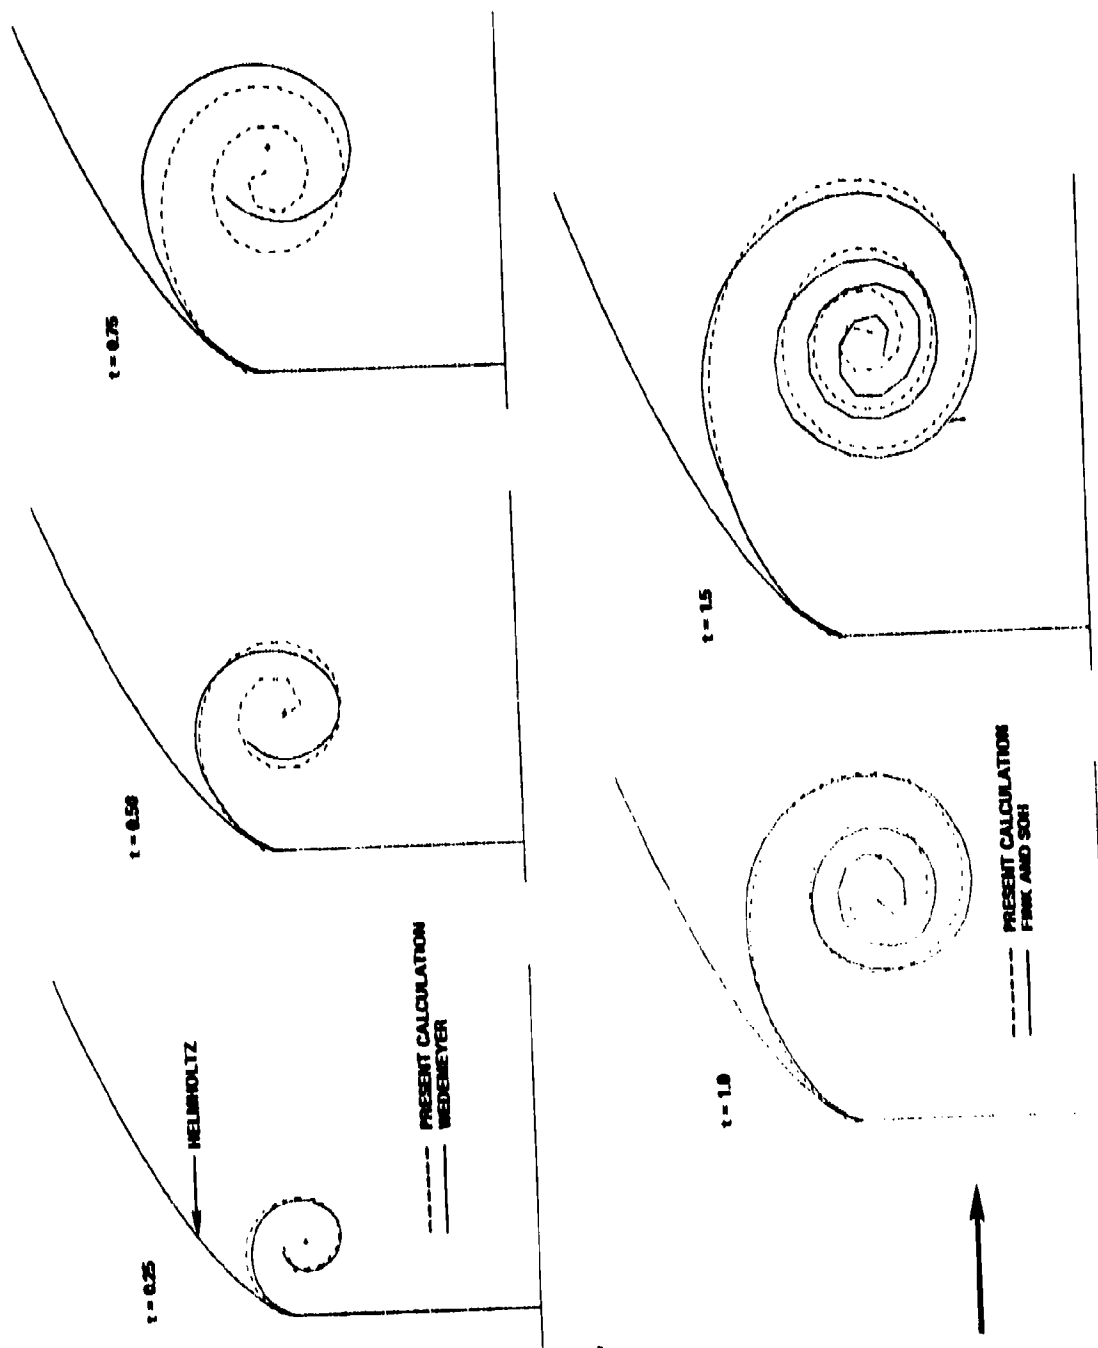 t = 0.25
HELMHOLTZ
PRESENT CALCULATION
WEDEMEYER
t = 0.50
t = 0.75
t = 1.0
PRESENT CALCULATION
FINK AND SOH
t = 1.5